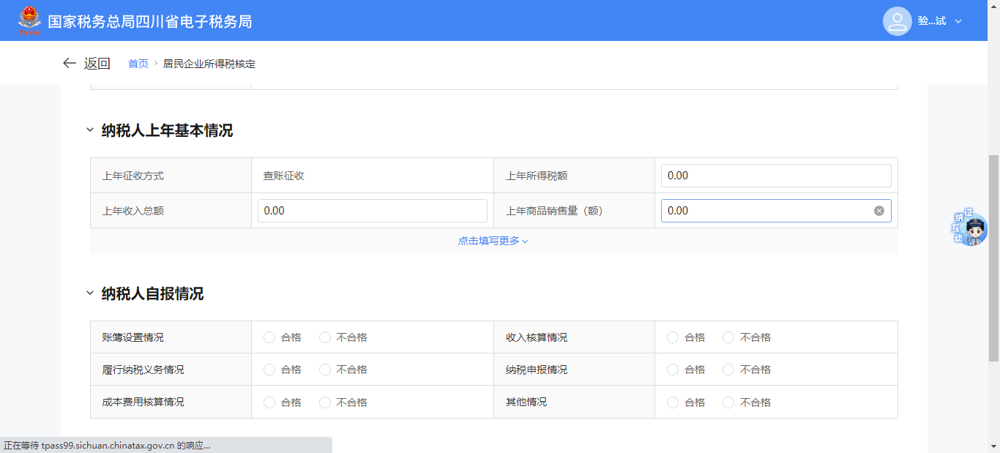 国家税务总局四川省电子税务局
验...试
返回
首页 > 居民企业所得税核定
纳税人上年基本情况
上年征收方式 查账征收 上年所得税额 0.00
上年收入总额 0.00 上年商品销售量（额） 0.00
点击填写更多
征纳互动
纳税人自报情况
账簿设置情况 合格 不合格 收入核算情况 合格 不合格
履行纳税义务情况 合格 不合格 纳税申报情况 合格 不合格
成本费用核算情况 合格 不合格 其他情况 合格 不合格
正在等待 tpass99.sichuan.chinatax.gov.cn 的响应...